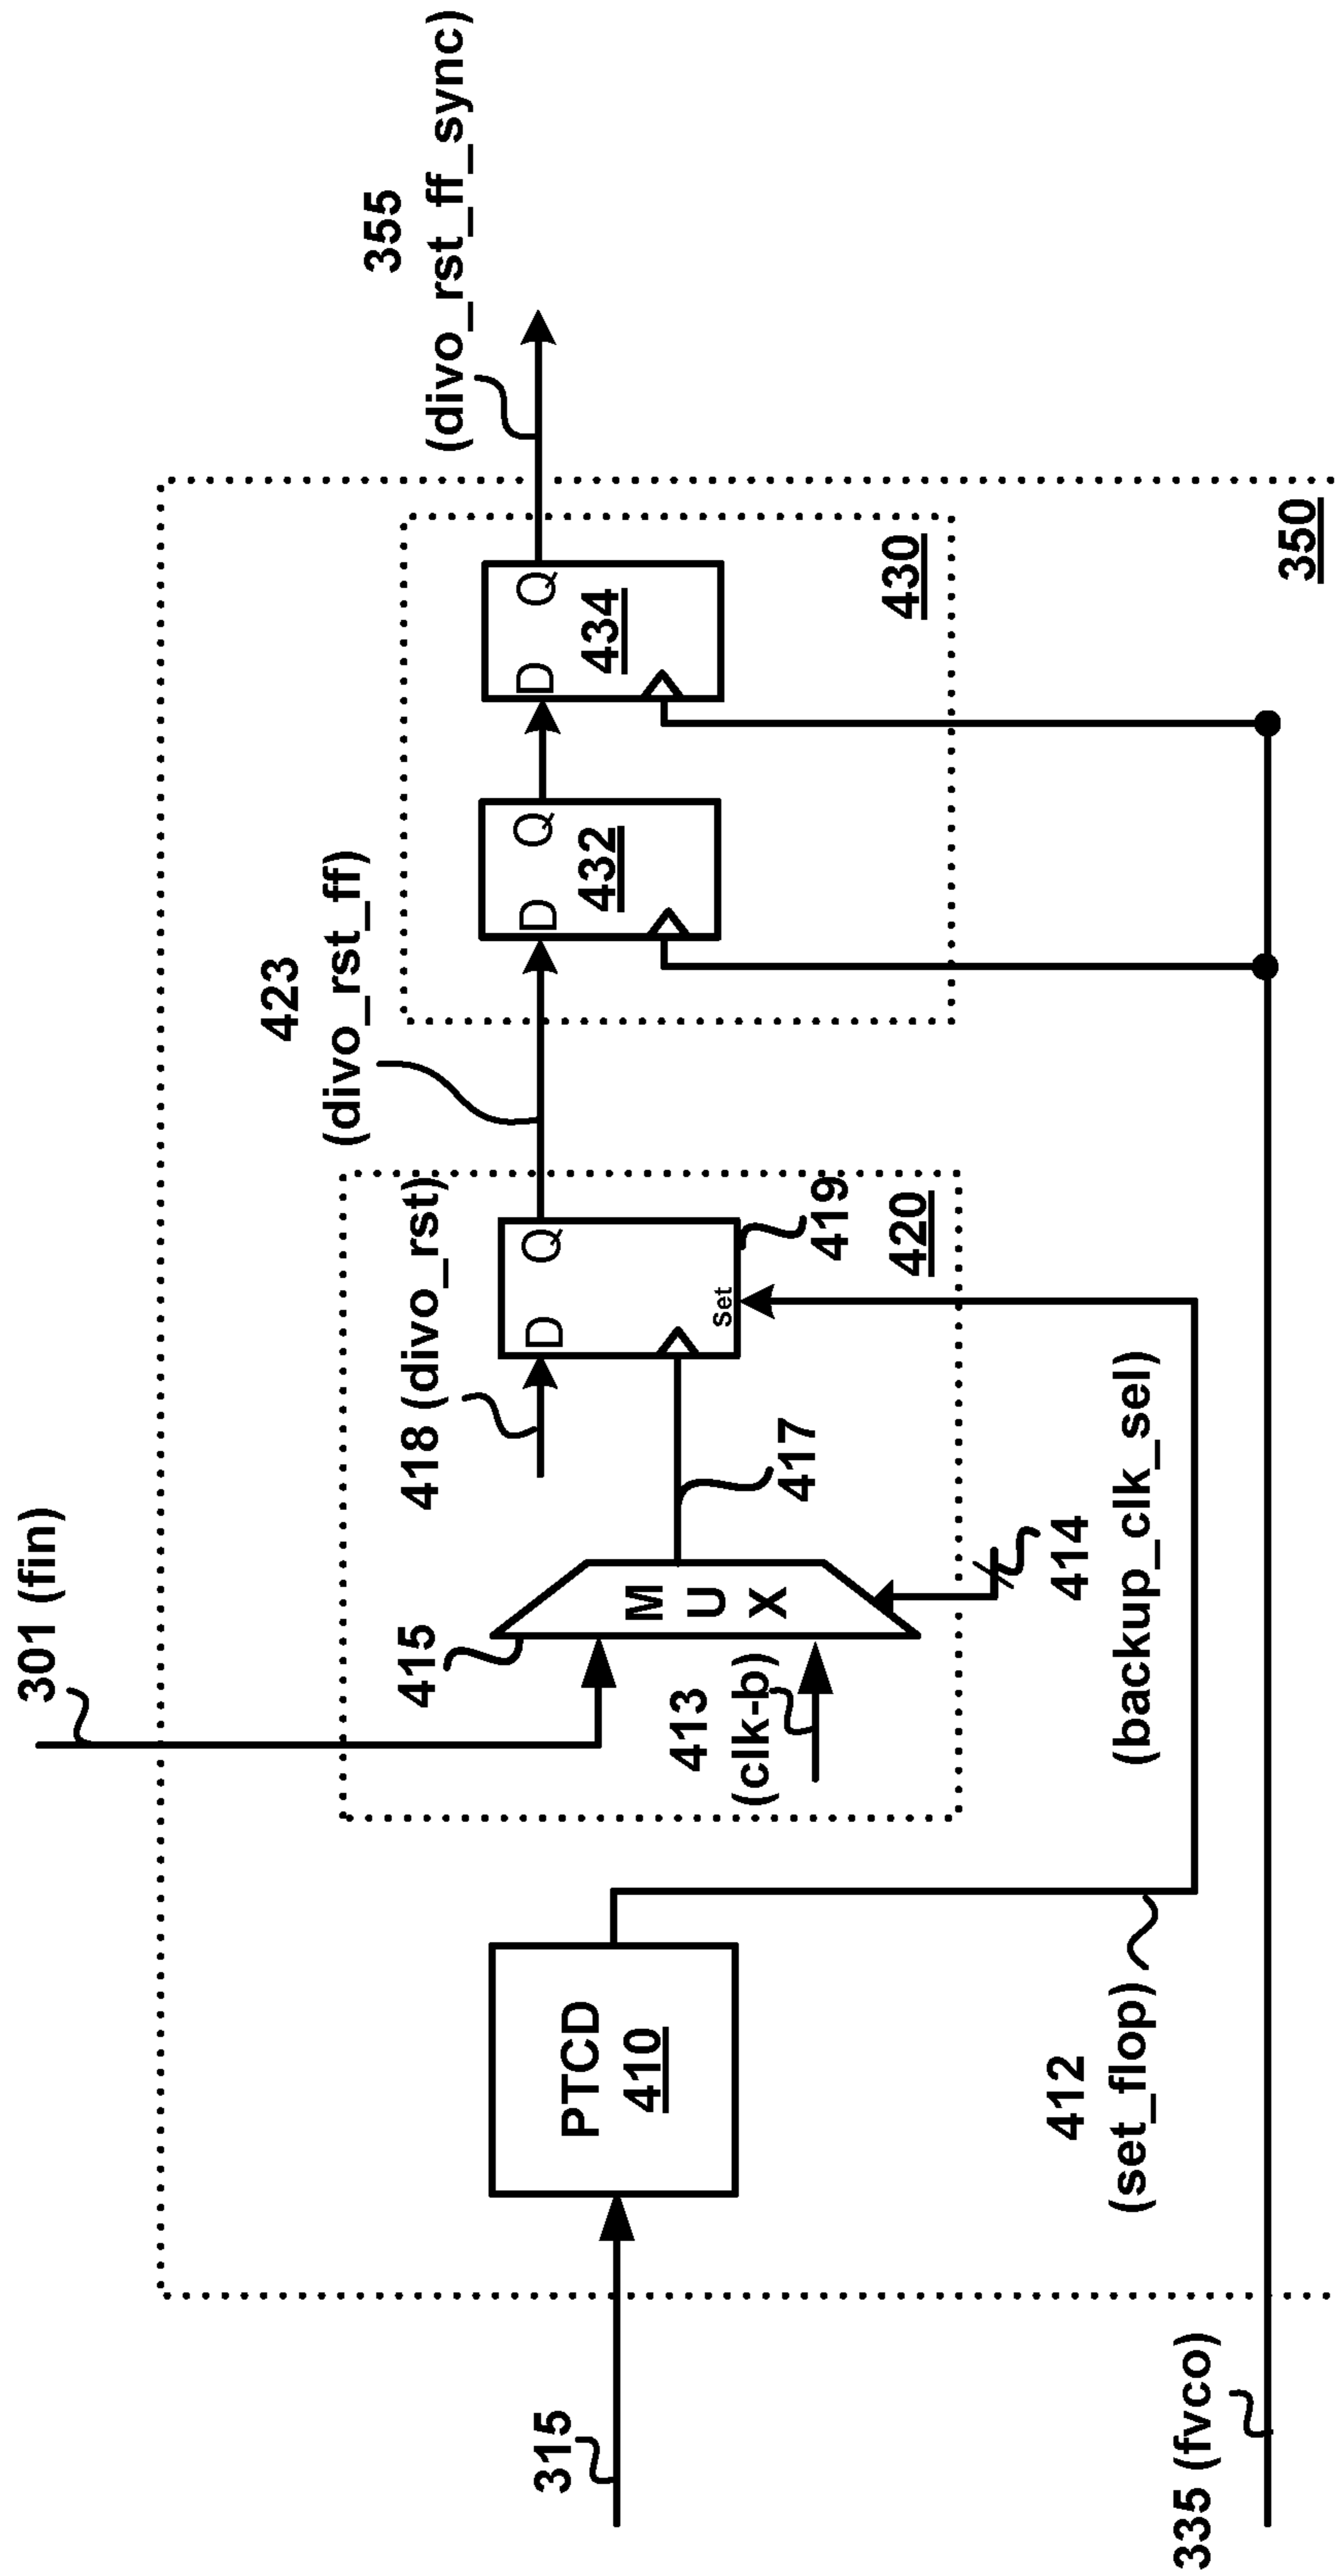 301 (fin)
355
(divo_rst_ff_sync)
423
(divo_rst_ff)
415
418 (divo_rst)
D Q
D Q
432
D Q
434
PTCD
410
M
U
X
413
(clk-b)
417
set
419
414
(backup_clk_sel)
420
430
315
412
(set_flop)
335 (fvco)
350